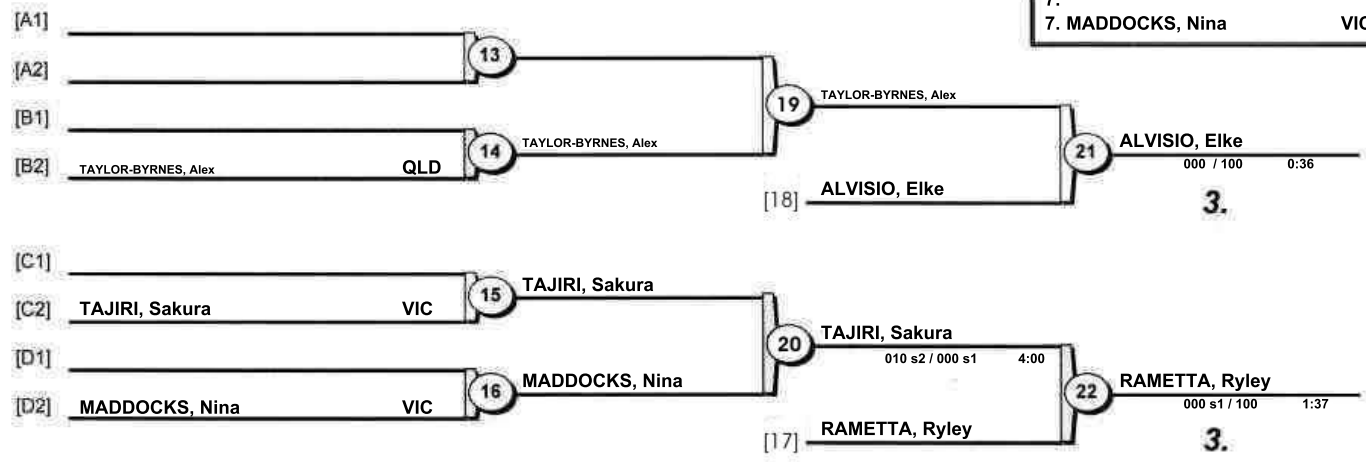 7.
7. MADDOCKS, Nina VIC
[A1]
13
[A2]
19 TAYLOR-BYRNES, Alex
[B1]
14 TAYLOR-BYRNES, Alex
21 ALVISIO, Elke
000 / 100 0:36
[B2] TAYLOR-BYRNES, Alex QLD
[18] ALVISIO, Elke
3.
[C1]
15 TAJIRI, Sakura
[C2] TAJIRI, Sakura VIC
20 TAJIRI, Sakura
010 s2 / 000 s1 4:00
[D1]
16 MADDOCKS, Nina
22 RAMETTA, Ryley
000 s1 / 100 1:37
[D2] MADDOCKS, Nina VIC
[17] RAMETTA, Ryley
3.